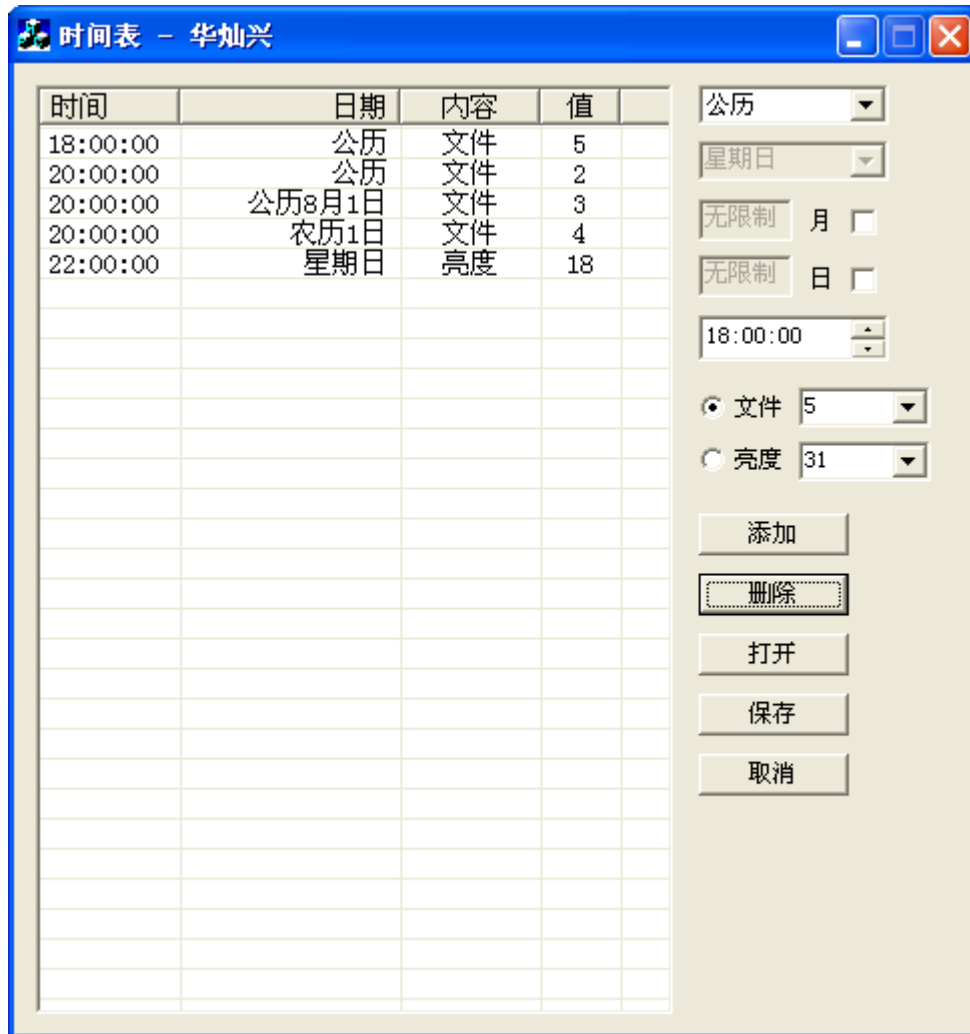 时间表 - 华灿兴
时间 日期 内容 值
18:00:00 公历 文件 5
20:00:00 公历 文件 2
20:00:00 公历8月1日 文件 3
20:00:00 农历1日 文件 4
22:00:00 星期日 亮度 18
公历
星期日
无限制 月
无限制 日
18:00:00
文件 5
亮度 31
添加
删除
打开
保存
取消